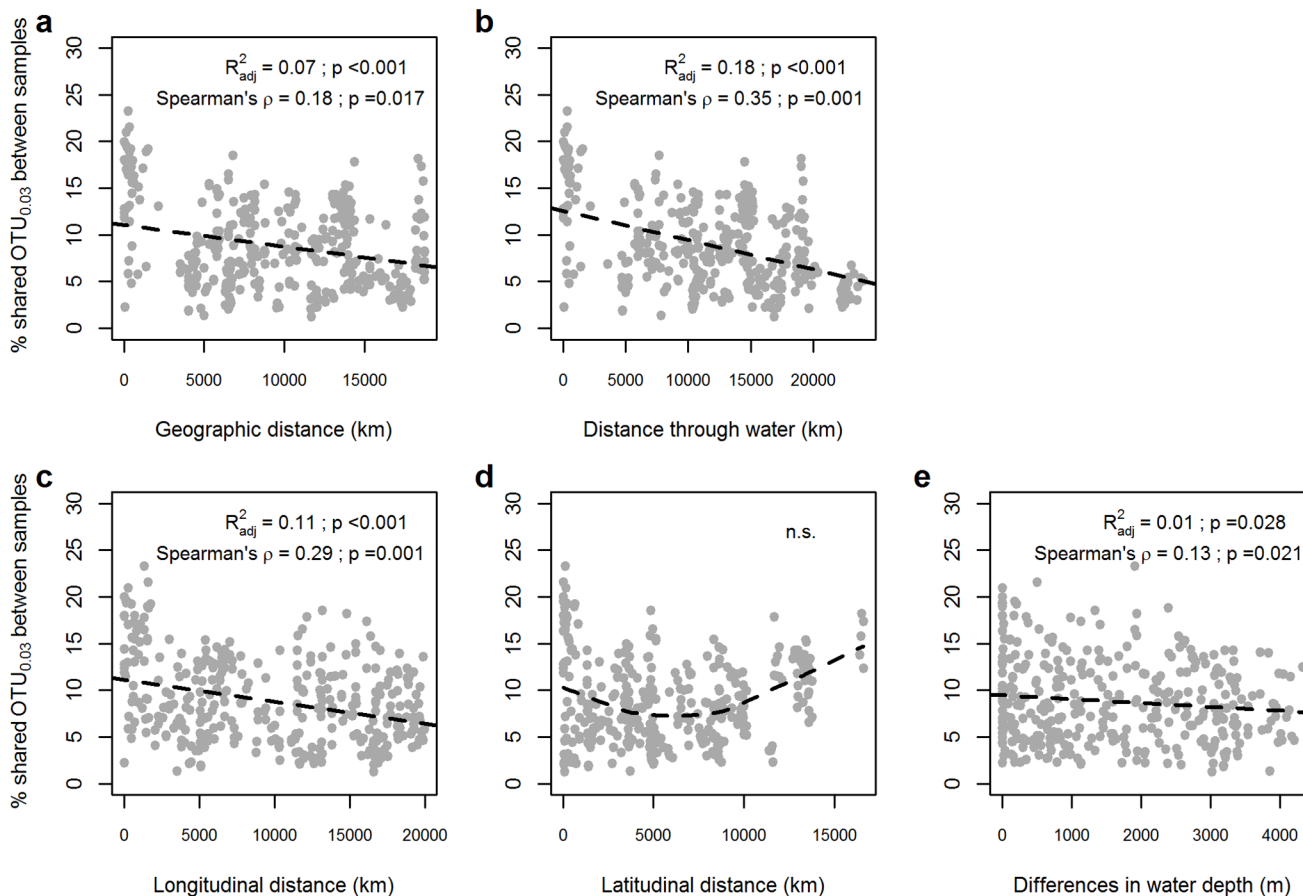 a
30
25
20
15
10
5
0
% shared OTU0.03 between samples
R2adj = 0.07 ; p <0.001
Spearman's ρ = 0.18 ; p =0.017
0 5000 10000 15000
Geographic distance (km)
b
30
25
20
15
10
5
0
R2adj = 0.18 ; p <0.001
Spearman's ρ = 0.35 ; p =0.001
0 5000 10000 15000 20000
Distance through water (km)
c
30
25
20
15
10
5
0
% shared OTU0.03 between samples
R2adj = 0.11 ; p <0.001
Spearman's ρ = 0.29 ; p =0.001
0 5000 10000 15000 20000
Longitudinal distance (km)
d
30
25
20
15
10
5
0
n.s.
0 5000 10000 15000
Latitudinal distance (km)
e
30
25
20
15
10
5
0
R2adj = 0.01 ; p =0.028
Spearman's ρ = 0.13 ; p =0.021
0 1000 2000 3000 4000
Differences in water depth (m)